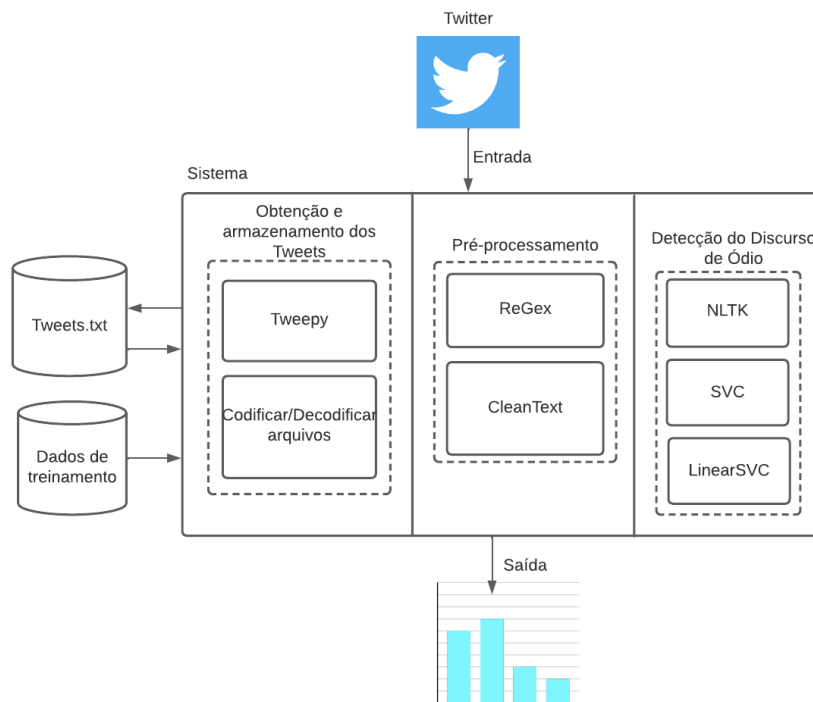 Twitter
Entrada
Sistema
Obtenção e
armazenamento dos
Tweets
Tweepy
Codificar/Decodificar
arquivos
Pré-processamento
ReGex
CleanText
Detecção do Discurso
de Ódio
NLTK
SVC
LinearSVC
Tweets.txt
Dados de
treinamento
Saída